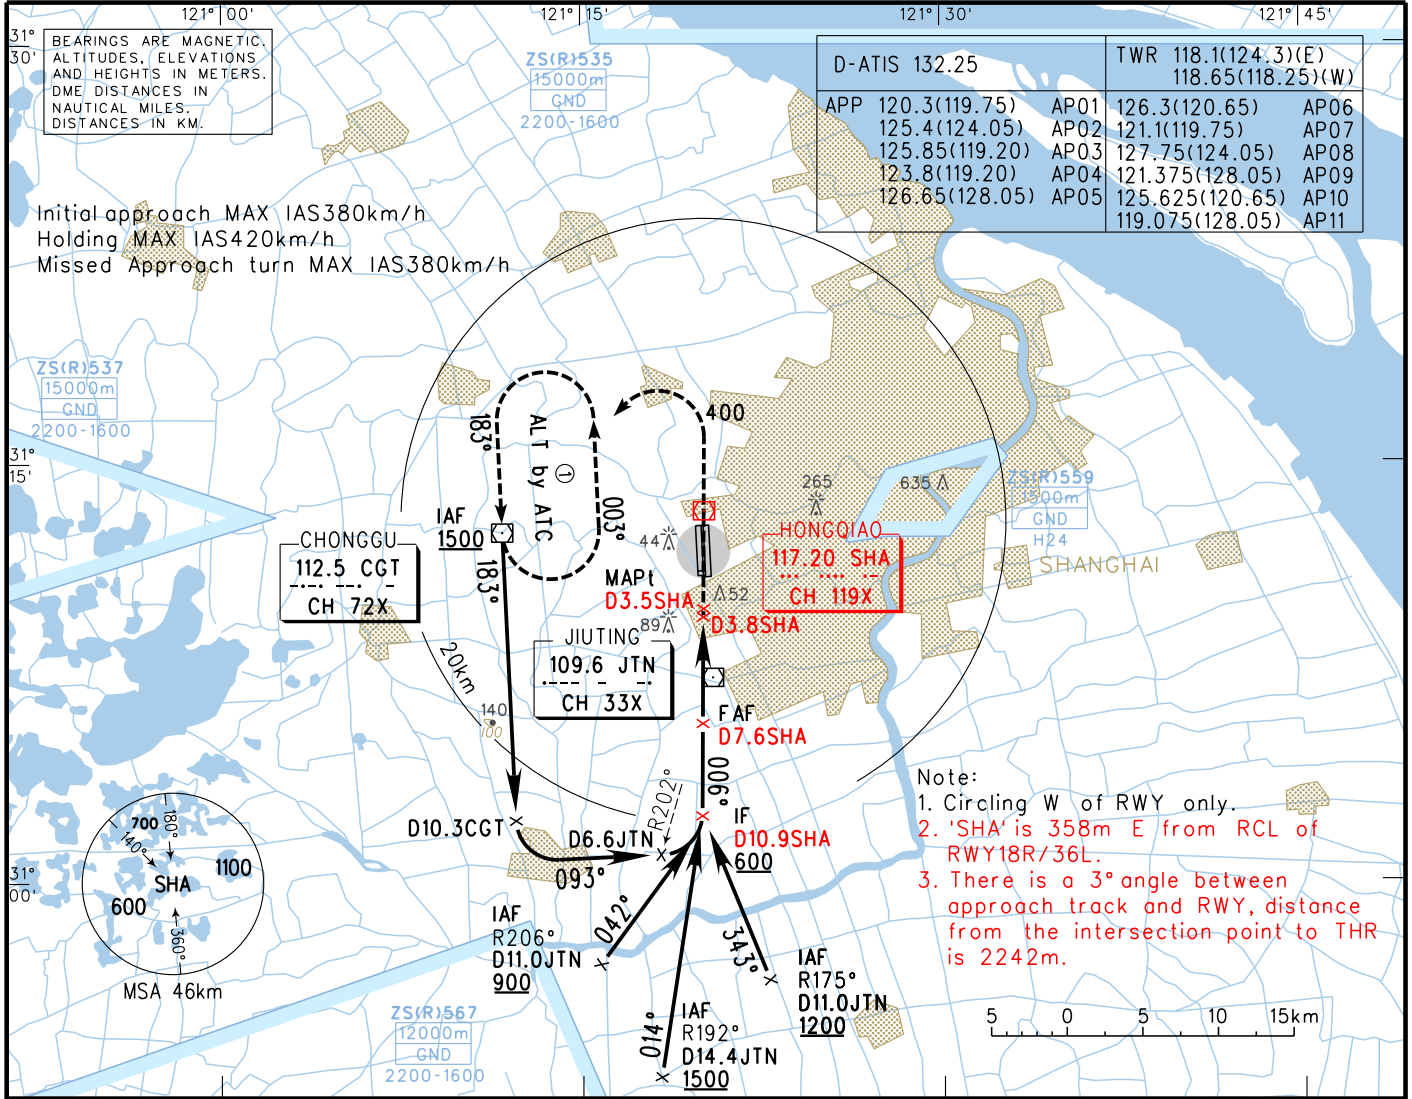 121° 00'
121° 15'
121° 30'
121° 45'
31°
30'
BEARINGS ARE MAGNETIC.
ALTITUDES, ELEVATIONS
AND HEIGHTS IN METERS.
DME DISTANCES IN
NAUTICAL MILES.
DISTANCES IN KM.
ZS(R)535
15000m
GND
2200-1600
D-ATIS 132.25
TWR 118.1(124.3)(E)
118.65(118.25)(W)
APP 120.3(119.75) AP01
125.4(124.05) AP02
125.85(119.20) AP03
123.8(119.20) AP04
126.65(128.05) AP05
126.3(120.65) AP06
121.1(119.75) AP07
127.75(124.05) AP08
121.375(128.05) AP09
125.625(120.65) AP10
119.075(128.05) AP11
Initial approach MAX IAS380km/h
Holding MAX IAS420km/h
Missed Approach turn MAX IAS380km/h
ZS(R)537
15000m
GND
2200-1600
31°
15'
183°
ALT by ATC
1
003°
400
265
635
ZS(R)559
1500m
GND
H24
SHANGHAI
IAF
1500
183°
CHONGGU
112.5 CGT
CH 72X
44
HONGQIAO
117.20 SHA
CH 119X
MAPt
D3.5SHA
52
89
D3.8SHA
JIUTING
109.6 JTN
CH 33X
20km
140
100
FAF
D7.6SHA
006°
R202°
IF
D10.9SHA
600
D10.3CGT
D6.6JTN
093°
042°
Note:
1. Circling W of RWY only.
2. 'SHA' is 358m E from RCL of
RWY18R/36L.
3. There is a 3° angle between
approach track and RWY, distance
from the intersection point to THR
is 2242m.
31°
00'
700
180°
140°
1100
SHA
600
360°
MSA 46km
IAF
R206°
D11.0JTN
900
343°
IAF
R175°
D11.0JTN
1200
014°
IAF
R192°
D14.4JTN
1500
ZS(R)567
12000m
GND
2200-1600
5 0 5 10 15km